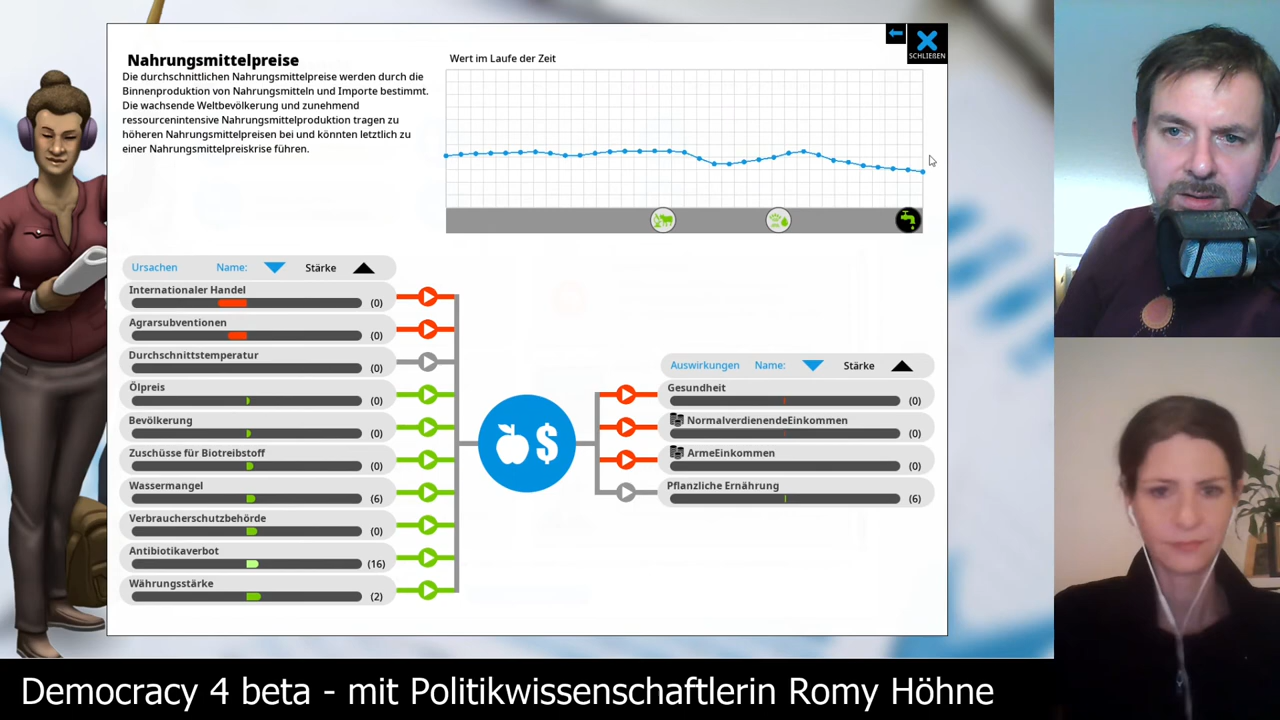 SCHLIEẞEN
Nahrungsmittelpreise
Die durchschnittlichen Nahrungsmittelpreise werden durch die
Binnenproduktion von Nahrungsmitteln und Importe bestimmt.
Die wachsende Weltbevölkerung und zunehmend
ressourcenintensive Nahrungsmittelproduktion tragen zu
höheren Nahrungsmittelpreisen bei und könnten letztlich zu
einer Nahrungsmittelpreiskrise führen.
Wert im Laufe der Zeit
Ursachen Name: Stärke
Internationaler Handel
(0)
Agrarsubventionen
(0)
Durchschnittstemperatur
(0)
Ölpreis
(0)
Bevölkerung
(0)
Zuschüsse für Biotreibstoff
(0)
Wassermangel
(6)
Verbraucherschutzbehörde
(0)
Antibiotikaverbot
(16)
Währungsstärke
(2)
$
Auswirkungen Name: Stärke
Gesundheit
(0)
NormalverdienendeEinkommen
(0)
ArmeEinkommen
(0)
Pflanzliche Ernährung
(6)
Democracy 4 beta - mit Politikwissenschaftlerin Romy Höhne